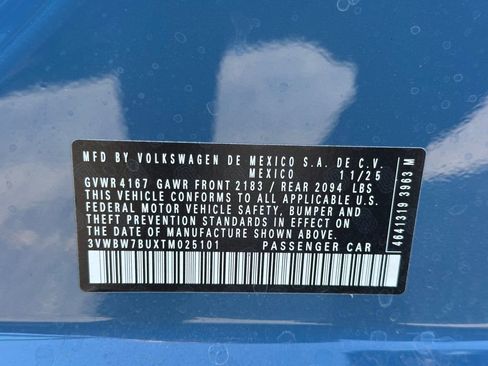 MFD BY VOLKSWAGEN DE MEXICO S.A. DE C.V.
MEXICO 11/25
GVWR 4167 GAWR FRONT 2183 / REAR 2094 LBS
THIS VEHICLE CONFORMS TO ALL APPLICABLE U.S.
FEDERAL MOTOR VEHICLE SAFETY, BUMPER AND
THEFT PREVENTION STANDARDS IN EFFECT ON THE
DATE OF MANUFACTURE SHOWN ABOVE.
3VWBW7BUXTM025101 PASSENGER CAR
4641319 3963 M